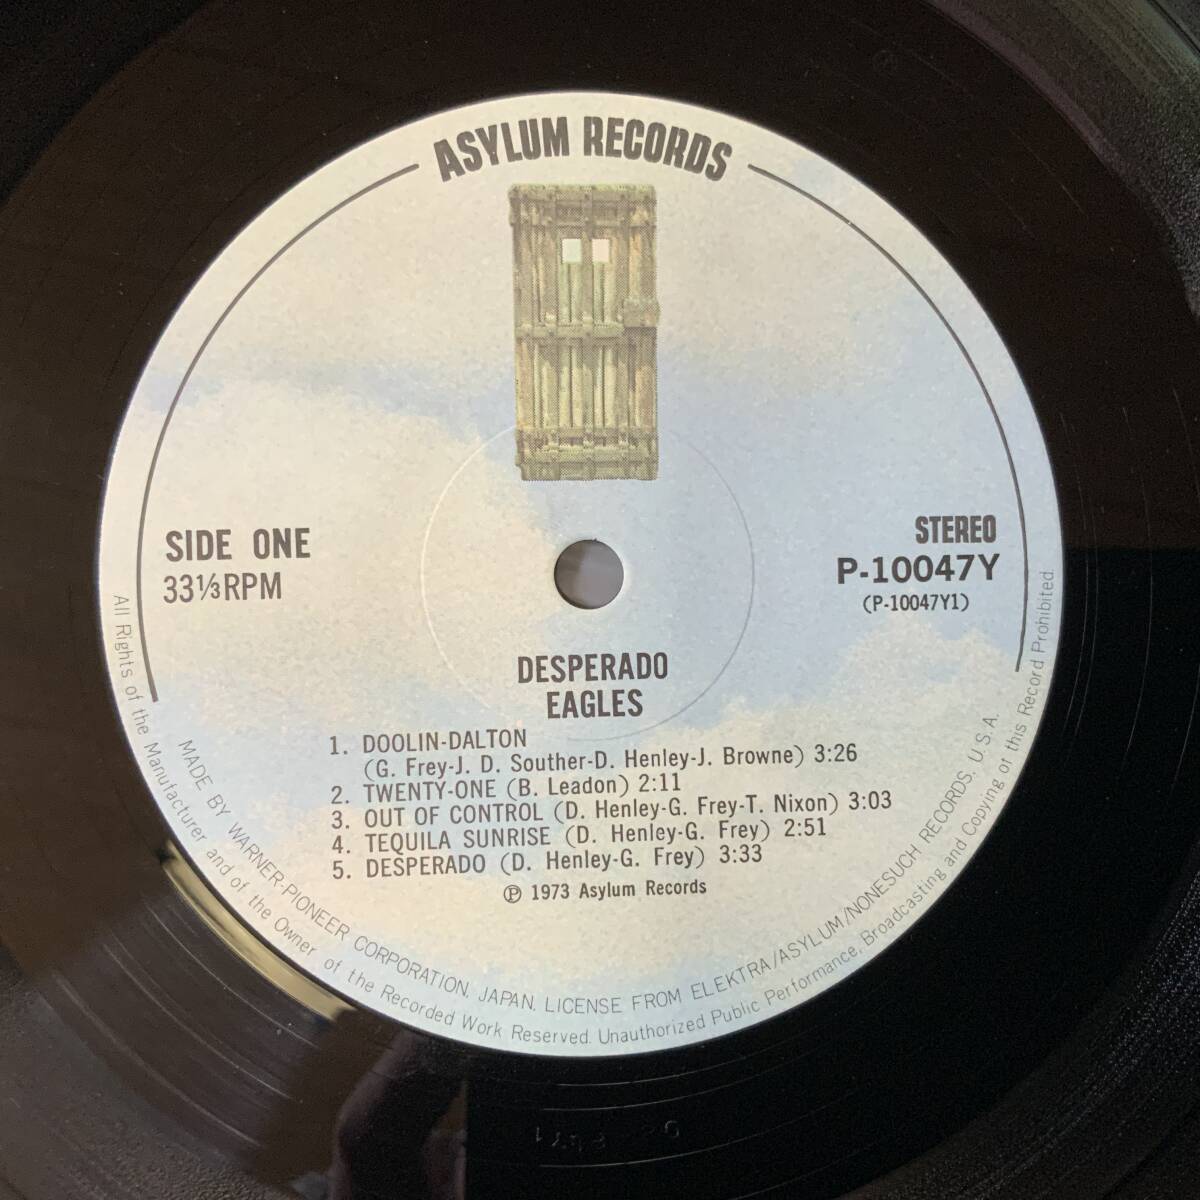 ASYLUM RECORDS
SIDE ONE
33⅓RPM
STEREO
P-10047Y
(P-10047Y1)
DESPERADO
EAGLES
1. DOOLIN-DALTON
(G. Frey-J. D. Souther-D. Henley-J. Browne) 3:26
2. TWENTY-ONE (B. Leadon) 2:11
3. OUT OF CONTROL (D. Henley-G. Frey-T. Nixon) 3:03
4. TEQUILA SUNRISE (D. Henley-G. Frey) 2:51
5. DESPERADO (D. Henley-G. Frey) 3:33
Ⓟ 1973 Asylum Records
MADE BY WARNER-PIONEER CORPORATION, JAPAN. LICENSE FROM ELEKTRA/ASYLUM/NONESUCH RECORDS, U.S.A.
All Rights of the Manufacturer and of the Owner of the Recorded Work Reserved. Unauthorized Public Performance, Broadcasting and Copying of this Record Prohibited.